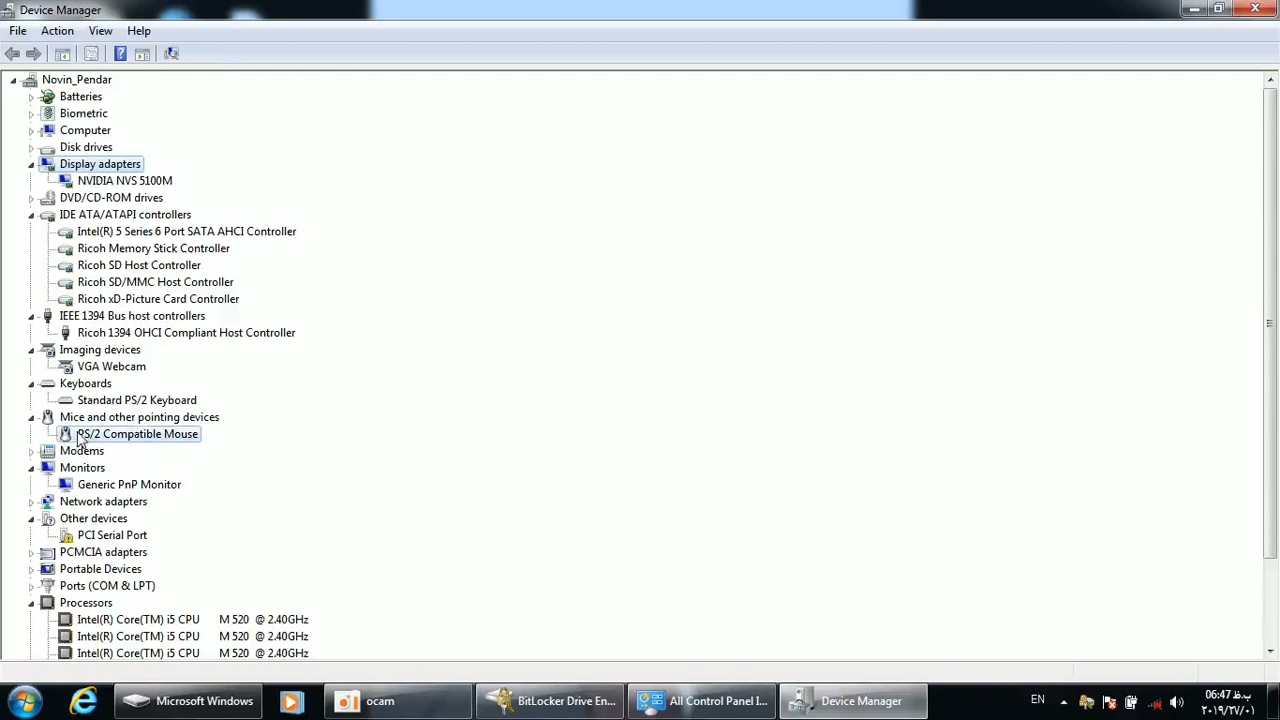 Device Manager
File Action View Help
Novin_Pendar
Batteries
Biometric
Computer
Disk drives
Display adapters
NVIDIA NVS 5100M
DVD/CD-ROM drives
IDE ATA/ATAPI controllers
Intel(R) 5 Series 6 Port SATA AHCI Controller
Ricoh Memory Stick Controller
Ricoh SD Host Controller
Ricoh SD/MMC Host Controller
Ricoh xD-Picture Card Controller
IEEE 1394 Bus host controllers
Ricoh 1394 OHCI Compliant Host Controller
Imaging devices
VGA Webcam
Keyboards
Standard PS/2 Keyboard
Mice and other pointing devices
PS/2 Compatible Mouse
Modems
Monitors
Generic PnP Monitor
Network adapters
Other devices
PCI Serial Port
PCMCIA adapters
Portable Devices
Ports (COM & LPT)
Processors
Intel(R) Core(TM) i5 CPU M 520 @ 2.40GHz
Intel(R) Core(TM) i5 CPU M 520 @ 2.40GHz
Intel(R) Core(TM) i5 CPU M 520 @ 2.40GHz
Microsoft Windows ocam BitLocker Drive En... All Control Panel I... Device Manager EN
06:47 ب.ظ
٢٠١٩/٢٧/٠١